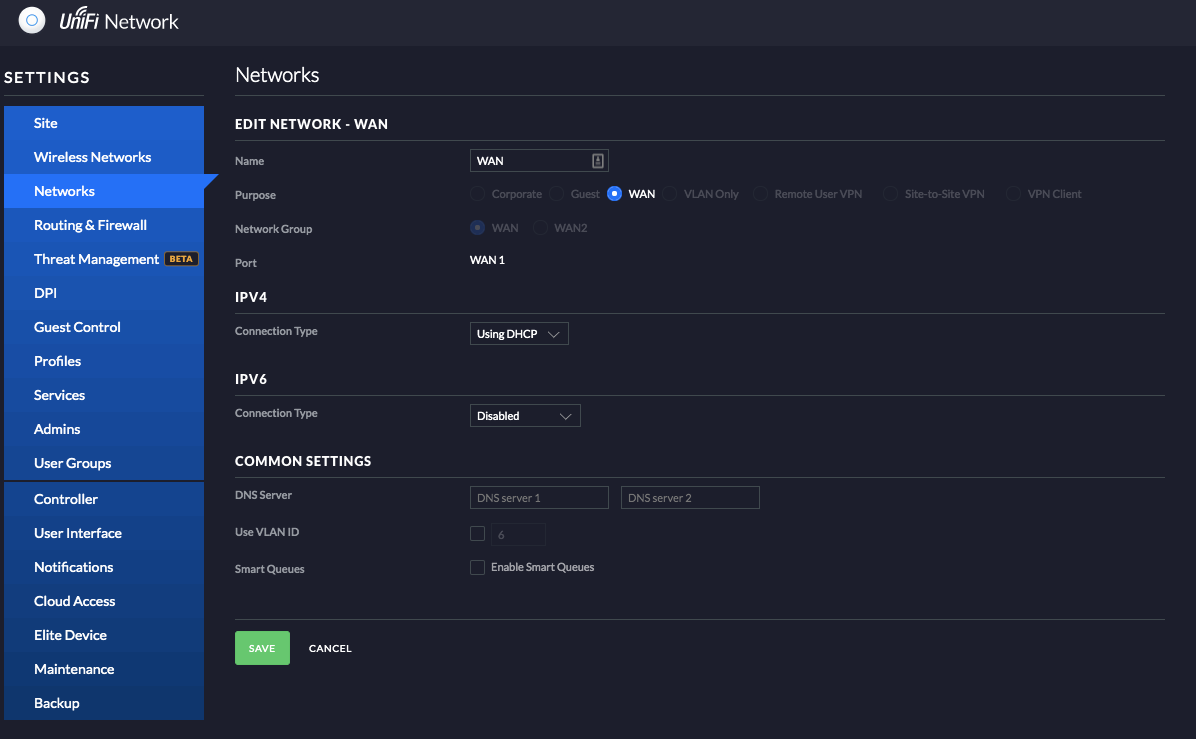 UniFi Network
SETTINGS
Site
Wireless Networks
Networks
Routing & Firewall
Threat Management BETA
DPI
Guest Control
Profiles
Services
Admins
User Groups
Controller
User Interface
Notifications
Cloud Access
Elite Device
Maintenance
Backup
Networks
EDIT NETWORK - WAN
Name WAN
Purpose Corporate Guest WAN VLAN Only Remote User VPN Site-to-Site VPN VPN Client
Network Group WAN WAN2
Port WAN 1
IPV4
Connection Type Using DHCP
IPV6
Connection Type Disabled
COMMON SETTINGS
DNS Server DNS server 1 DNS server 2
Use VLAN ID 6
Smart Queues Enable Smart Queues
SAVE CANCEL